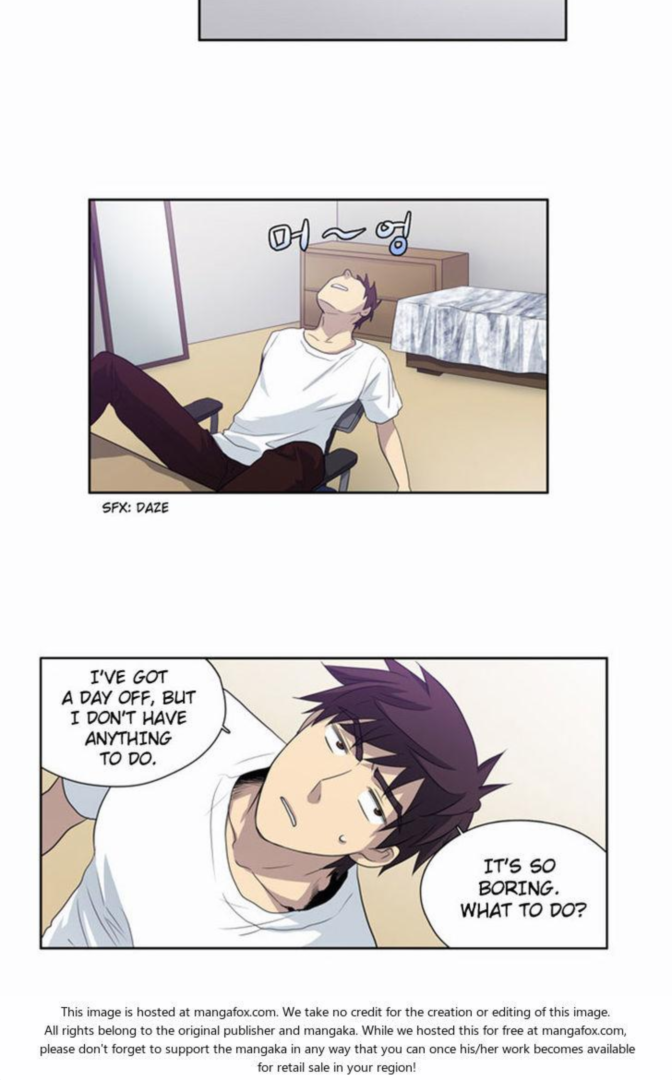 머~엉
SFX: DAZE
I'VE GOT
A DAY OFF, BUT
I DON'T HAVE
ANYTHING
TO DO.
IT'S SO
BORING.
WHAT TO DO?
This image is hosted at mangafox.com. We take no credit for the creation or editing of this image.
All rights belong to the original publisher and mangaka. While we hosted this for free at mangafox.com,
please don't forget to support the mangaka in any way that you can once his/her work becomes available
for retail sale in your region!